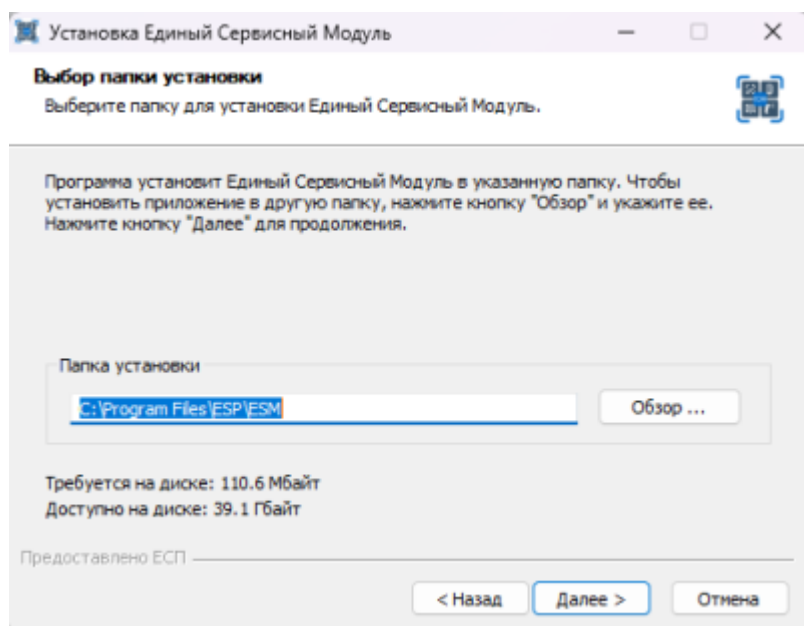 Установка Единый Сервисный Модуль
Выбор папки установки
Выберите папку для установки Единый Сервисный Модуль.
Программа установит Единый Сервисный Модуль в указанную папку. Чтобы
установить приложение в другую папку, нажмите кнопку "Обзор" и укажите ее.
Нажмите кнопку "Далее" для продолжения.
Папка установки
C:\Program Files\ESP\ESM
Обзор ...
Требуется на диске: 110.6 Мбайт
Доступно на диске: 39.1 Гбайт
Предоставлено ЕСП
< Назад
Далее >
Отмена